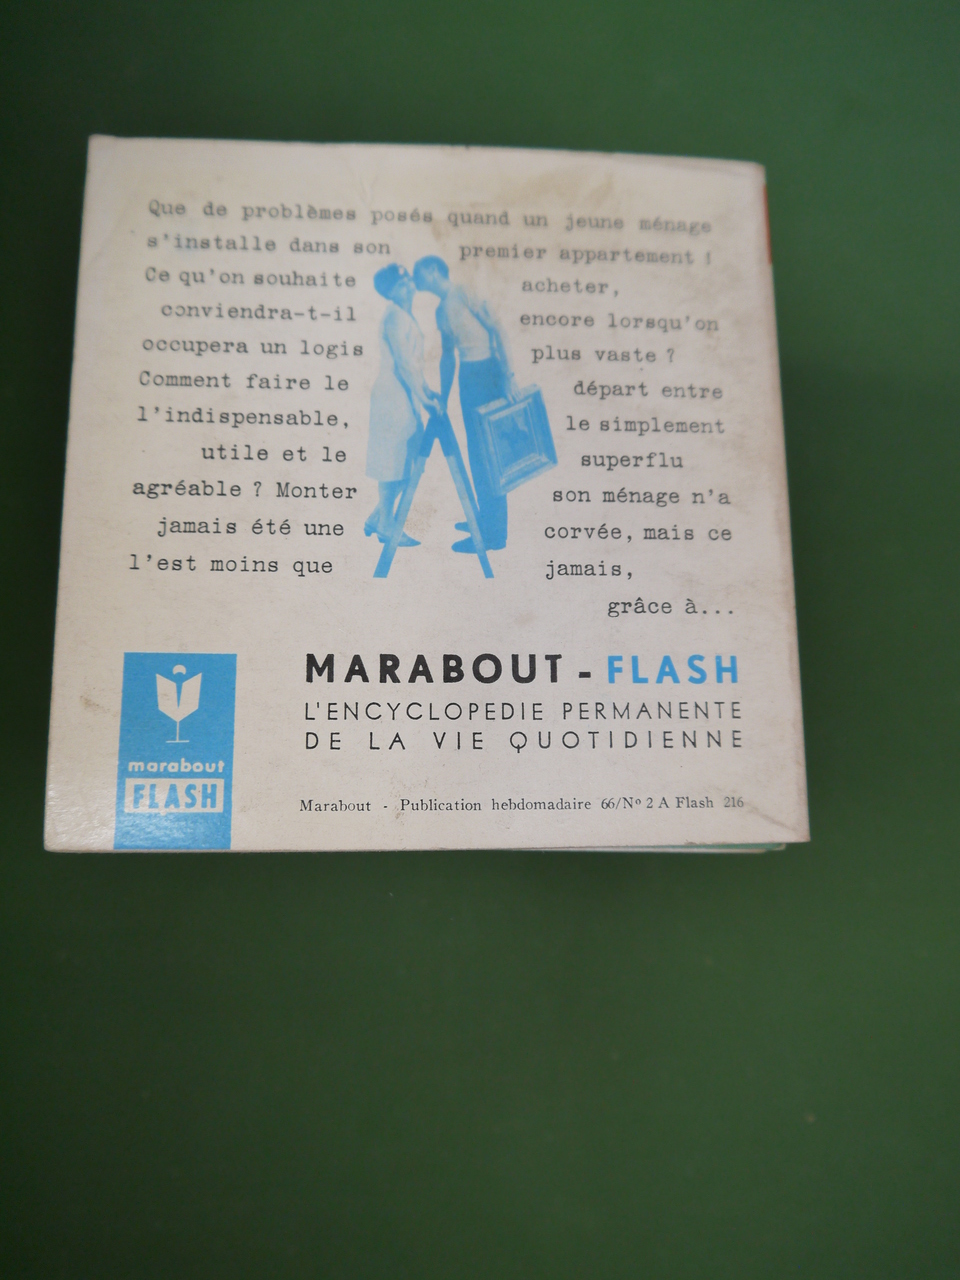 Que de problèmes posés quand un jeune ménage
s'installe dans son premier appartement !
Ce qu'on souhaite acheter,
conviendra-t-il encore lorsqu'on
occupera un logis plus vaste ?
Comment faire le départ entre
l'indispensable, le simplement
utile et le superflu
agréable ? Monter son ménage n'a
jamais été une corvée, mais ce
l'est moins que jamais,
grâce à...
MARABOUT - FLASH
L'ENCYCLOPEDIE PERMANENTE
DE LA VIE QUOTIDIENNE
marabout
FLASH
Marabout - Publication hebdomadaire 66/Nº 2 A Flash 216